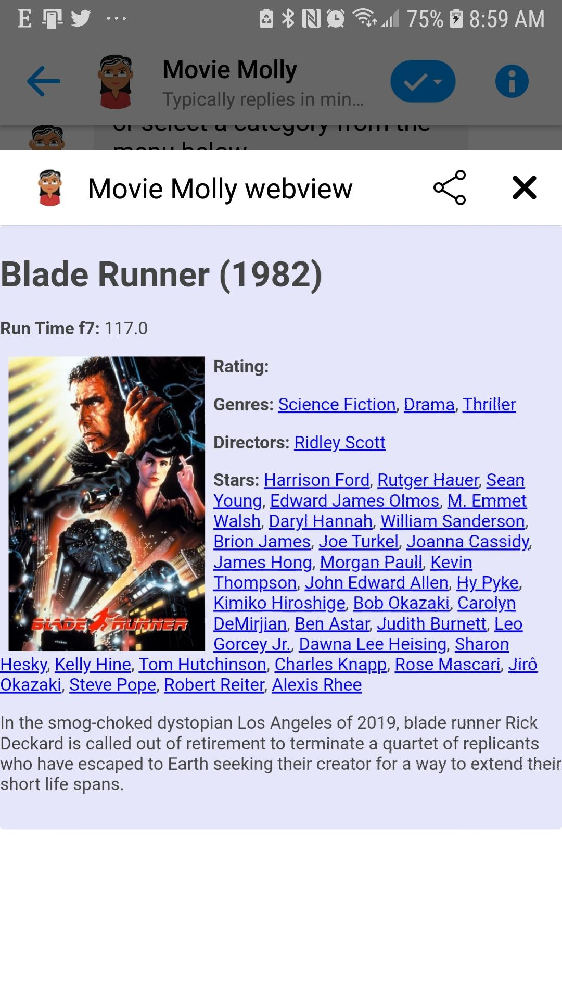 E ... 75% 8:59 AM
Movie Molly
Typically replies in min...
or select a category from the
menu below
Movie Molly webview
Blade Runner (1982)
Run Time f7: 117.0
Rating:
Genres: Science Fiction, Drama, Thriller
Directors: Ridley Scott
Stars: Harrison Ford, Rutger Hauer, Sean
Young, Edward James Olmos, M. Emmet
Walsh, Daryl Hannah, William Sanderson,
Brion James, Joe Turkel, Joanna Cassidy,
James Hong, Morgan Paull, Kevin
Thompson, John Edward Allen, Hy Pyke,
Kimiko Hiroshige, Bob Okazaki, Carolyn
DeMirjian, Ben Astar, Judith Burnett, Leo
Gorcey Jr., Dawna Lee Heising, Sharon
Hesky, Kelly Hine, Tom Hutchinson, Charles Knapp, Rose Mascari, Jirô
Okazaki, Steve Pope, Robert Reiter, Alexis Rhee
BLADE RUNNER
In the smog-choked dystopian Los Angeles of 2019, blade runner Rick
Deckard is called out of retirement to terminate a quartet of replicants
who have escaped to Earth seeking their creator for a way to extend their
short life spans.